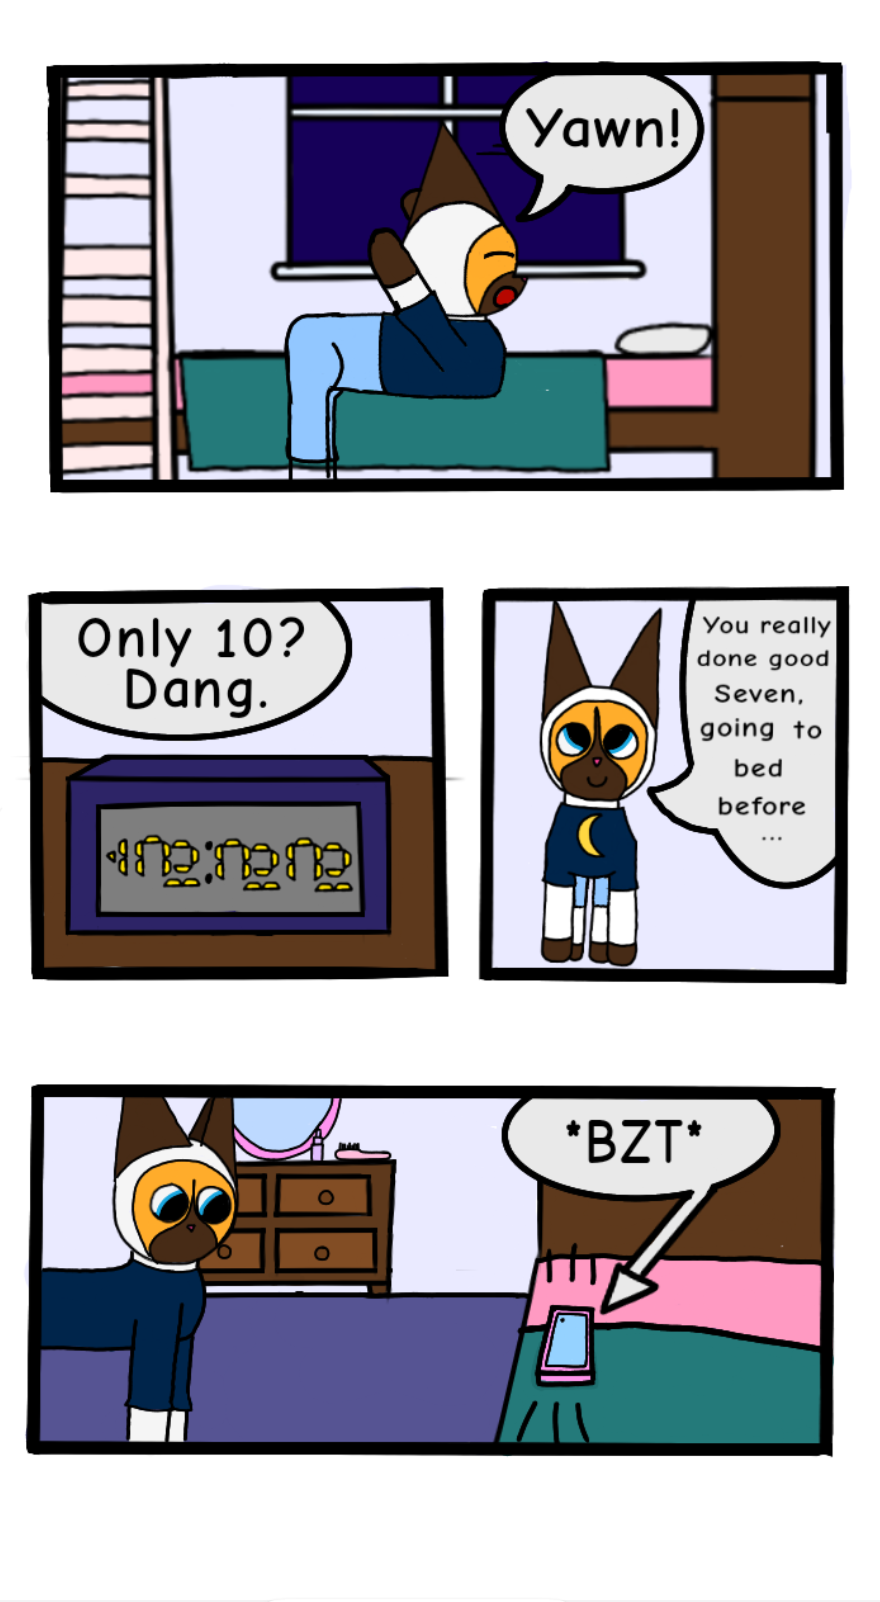 Yawn!
Only 10?
Dang.
You really
done good
Seven,
going to
bed
before
...
*BZT*